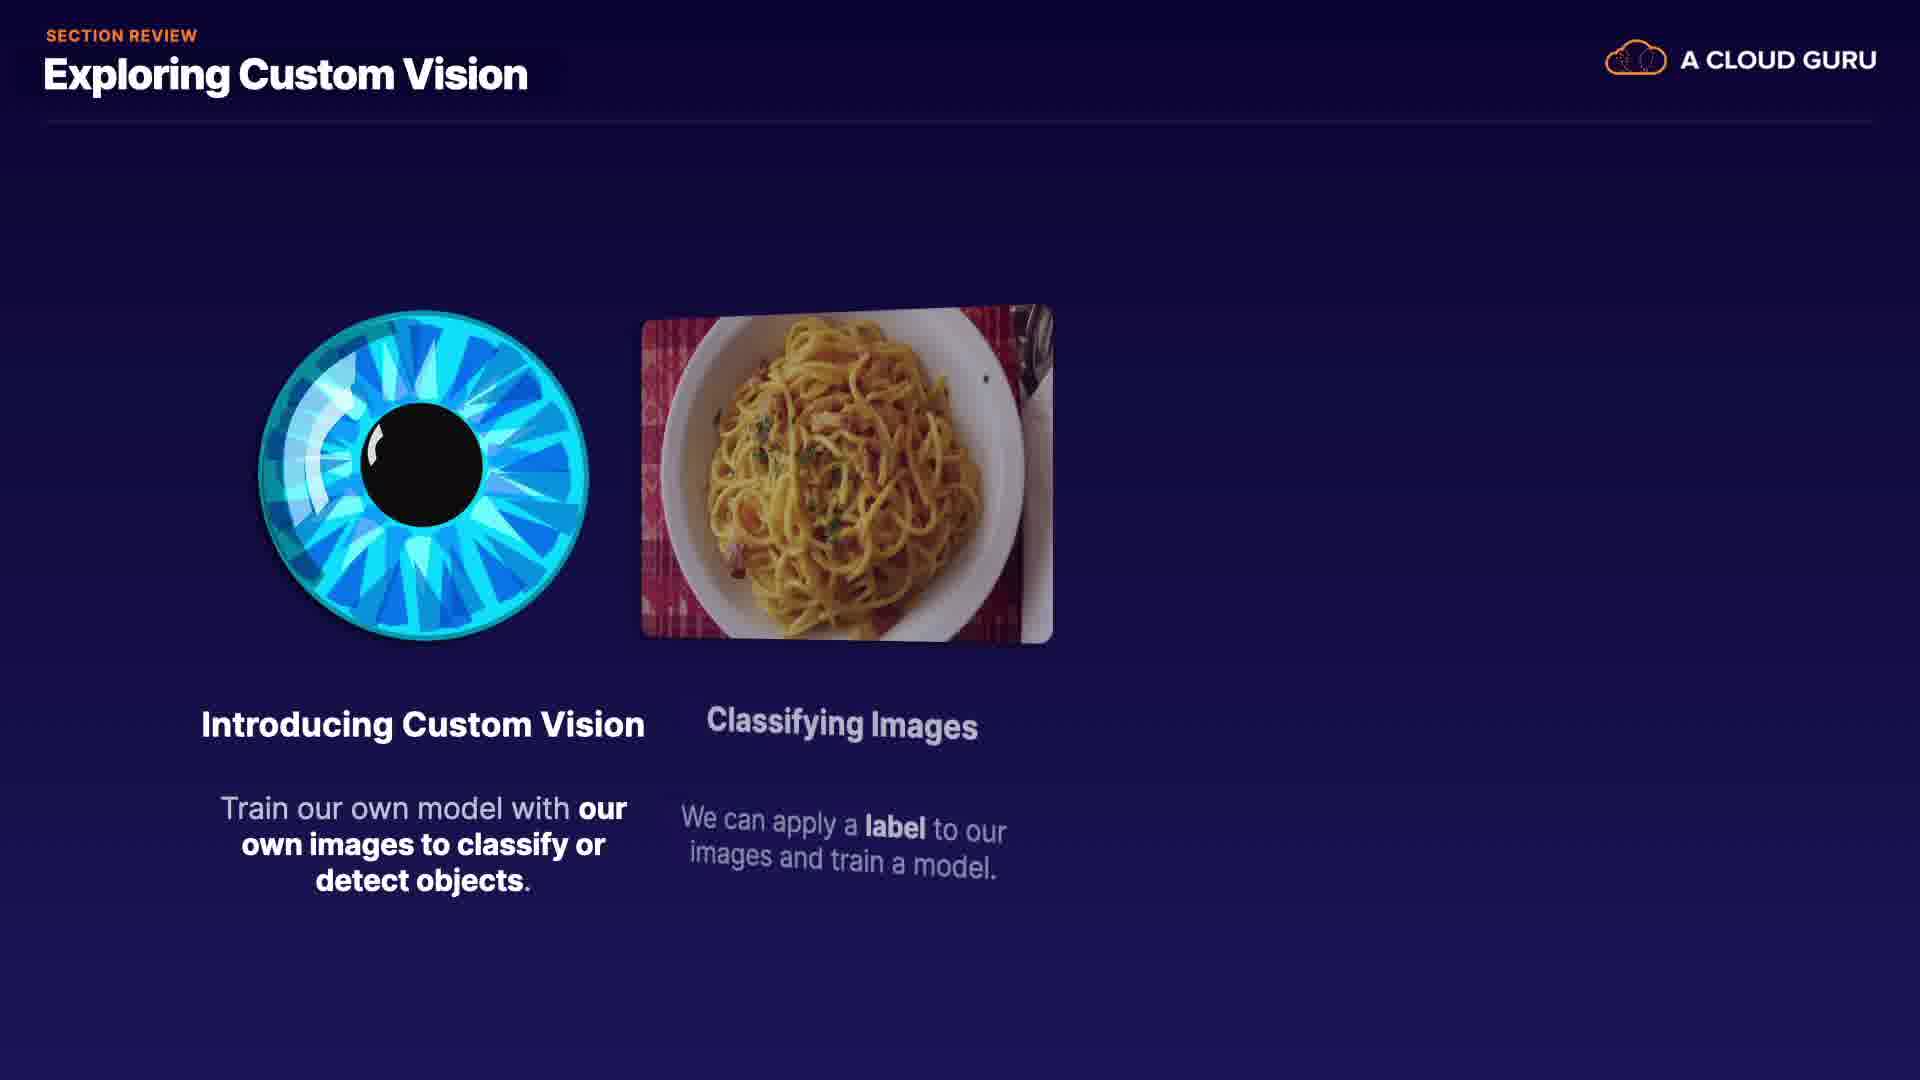 SECTION REVIEW
Exploring Custom Vision
A CLOUD GURU
Introducing Custom Vision
Train our own model with our
own images to classify or
detect objects.
Classifying Images
We can apply a label to our
images and train a model.